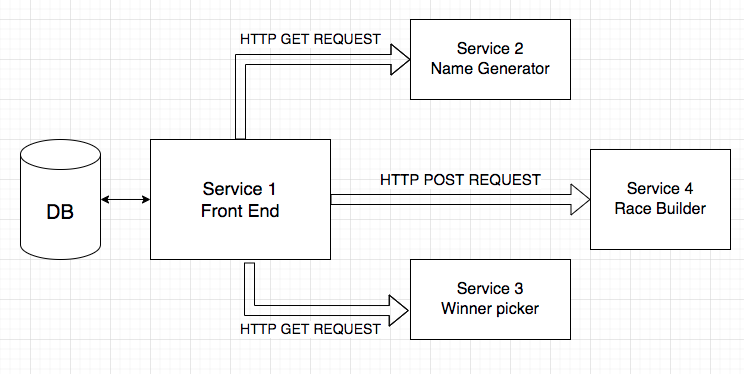 HTTP GET REQUEST
Service 2
Name Generator
DB
Service 1
Front End
HTTP POST REQUEST
Service 4
Race Builder
Service 3
Winner picker
HTTP GET REQUEST